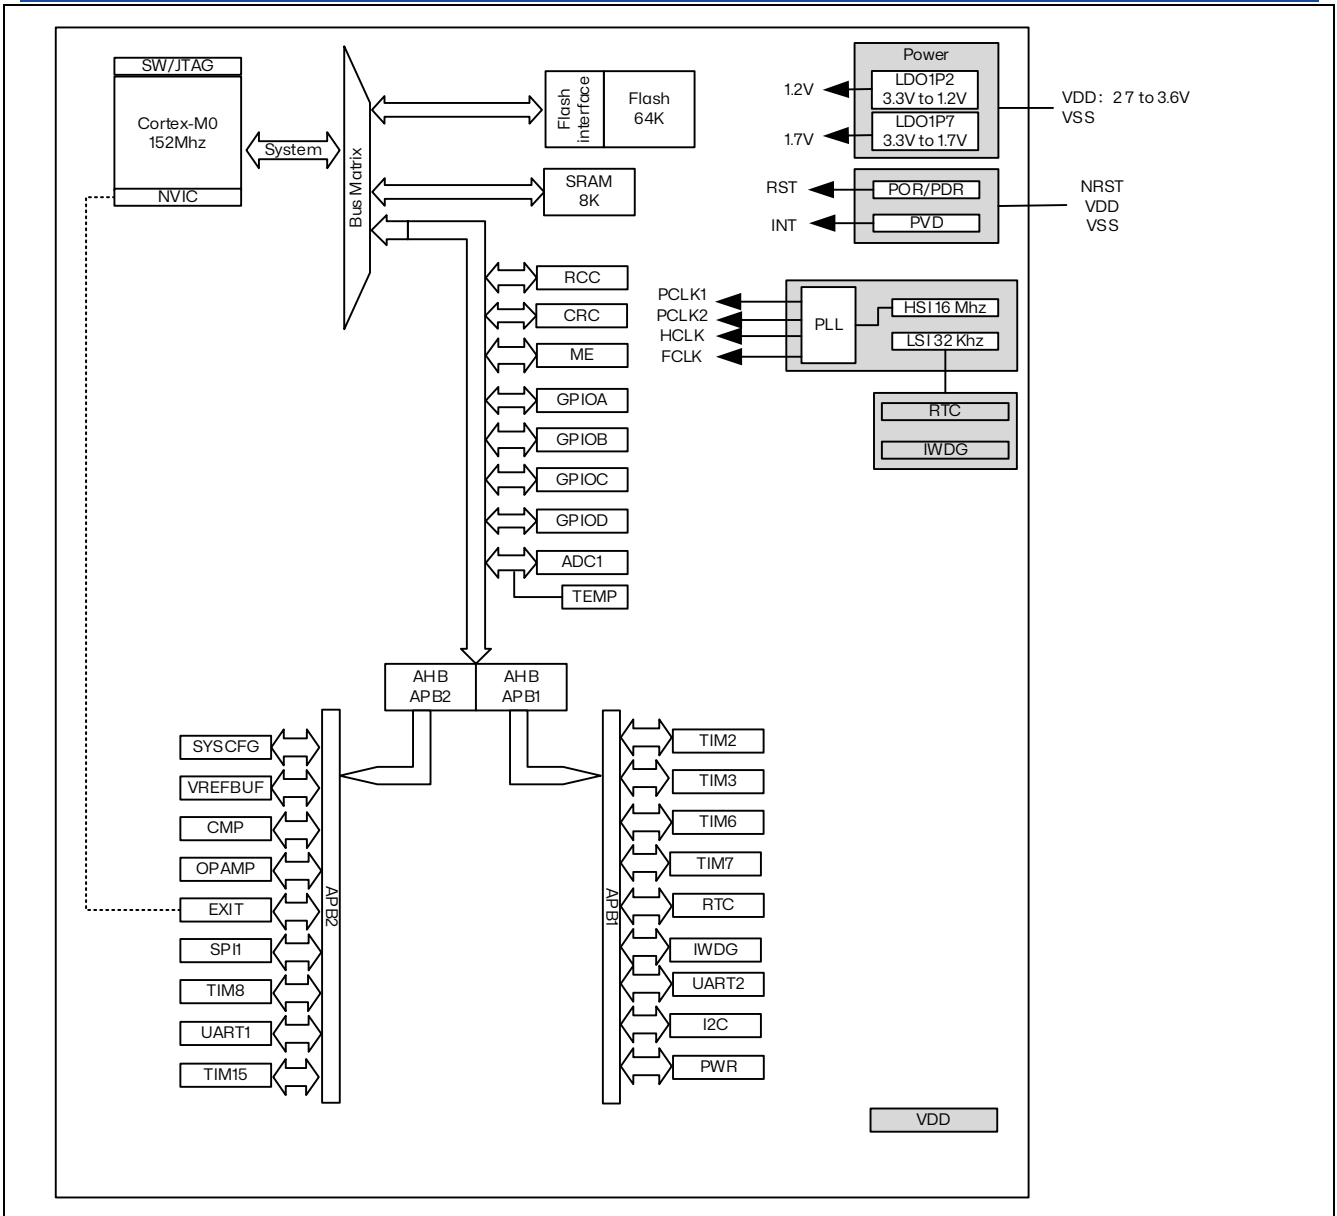 SW/JTAG
Cortex-M0
152Mhz
NVIC
System
Bus Matrix
Flash
interface
Flash
64K
SRAM
8K
Power
LDO1P2
3.3V to 1.2V
LDO1P7
3.3V to 1.7V
1.2V
1.7V
VDD: 2 7 to 3.6V
VSS
RST
INT
POR/PDR
PVD
NRST
VDD
VSS
PCLK1
PCLK2
HCLK
FCLK
PLL
HSI 16 Mhz
LSI 32 Khz
RTC
IWDG
RCC
CRC
ME
GPIOA
GPIOB
GPIOC
GPIOD
ADC1
TEMP
AHB
APB2
AHB
APB1
SYSCFG
VREFBUF
CMP
OPAMP
EXIT
SPI1
TIM8
UART1
TIM15
APB2
APB1
TIM2
TIM3
TIM6
TIM7
RTC
IWDG
UART2
I2C
PWR
VDD